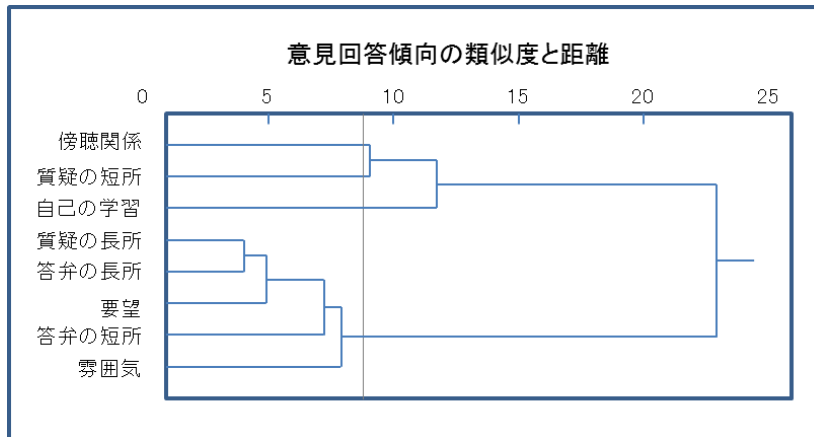 意見回答傾向の類似度と距離
0 5 10 15 20 25
傍聴関係
質疑の短所
自己の学習
質疑の長所
答弁の長所
要望
答弁の短所
雰囲気